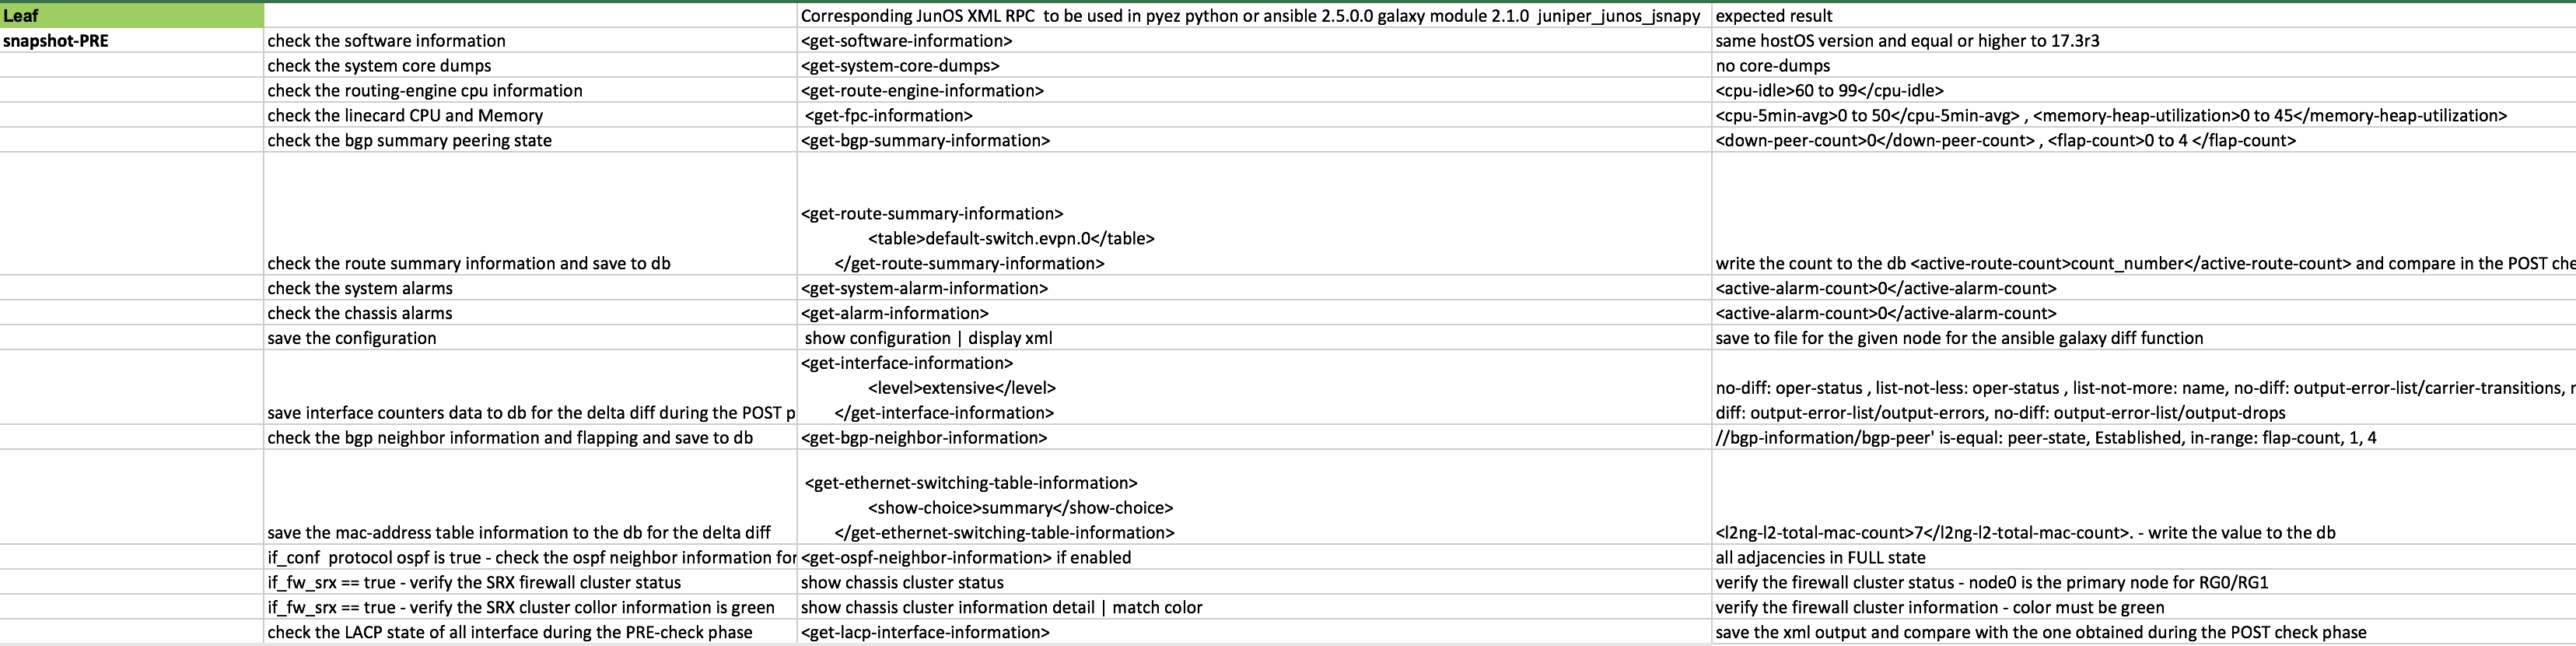 Leaf
Corresponding JunOS XML RPC  to be used in pyez python or ansible 2.5.0.0 galaxy module 2.1.0  juniper_junos_jsnapy
expected result
snapshot-PRE
check the software information
<get-software-information>
same hostOS version and equal or higher to 17.3r3
check the system core dumps
<get-system-core-dumps>
no core-dumps
check the routing-engine cpu information
<get-route-engine-information>
<cpu-idle>60 to 99</cpu-idle>
check the linecard CPU and Memory
<get-fpc-information>
<cpu-5min-avg>0 to 50</cpu-5min-avg> , <memory-heap-utilization>0 to 45</memory-heap-utilization>
check the bgp summary peering state
<get-bgp-summary-information>
<down-peer-count>0</down-peer-count> , <flap-count>0 to 4 </flap-count>
check the route summary information and save to db
<get-route-summary-information>
<table>default-switch.evpn.0</table>
</get-route-summary-information>
write the count to the db <active-route-count>count_number</active-route-count> and compare in the POST che
check the system alarms
<get-system-alarm-information>
<active-alarm-count>0</active-alarm-count>
check the chassis alarms
<get-alarm-information>
<active-alarm-count>0</active-alarm-count>
save the configuration
show configuration | display xml
save to file for the given node for the ansible galaxy diff function
save interface counters data to db for the delta diff during the POST p
<get-interface-information>
<level>extensive</level>
</get-interface-information>
no-diff: oper-status , list-not-less: oper-status , list-not-more: name, no-diff: output-error-list/carrier-transitions,
diff: output-error-list/output-errors, no-diff: output-error-list/output-drops
check the bgp neighbor information and flapping and save to db
<get-bgp-neighbor-information>
//bgp-information/bgp-peer' is-equal: peer-state, Established, in-range: flap-count, 1, 4
save the mac-address table information to the db for the delta diff
<get-ethernet-switching-table-information>
<show-choice>summary</show-choice>
</get-ethernet-switching-table-information>
<l2ng-l2-total-mac-count>7</l2ng-l2-total-mac-count>. - write the value to the db
if_conf  protocol ospf is true - check the ospf neighbor information for
<get-ospf-neighbor-information> if enabled
all adjacencies in FULL state
if_fw_srx == true - verify the SRX firewall cluster status
show chassis cluster status
verify the firewall cluster status - node0 is the primary node for RG0/RG1
if_fw_srx == true - verify the SRX cluster collor information is green
show chassis cluster information detail | match color
verify the firewall cluster information - color must be green
check the LACP state of all interface during the PRE-check phase
<get-lacp-interface-information>
save the xml output and compare with the one obtained during the POST check phase